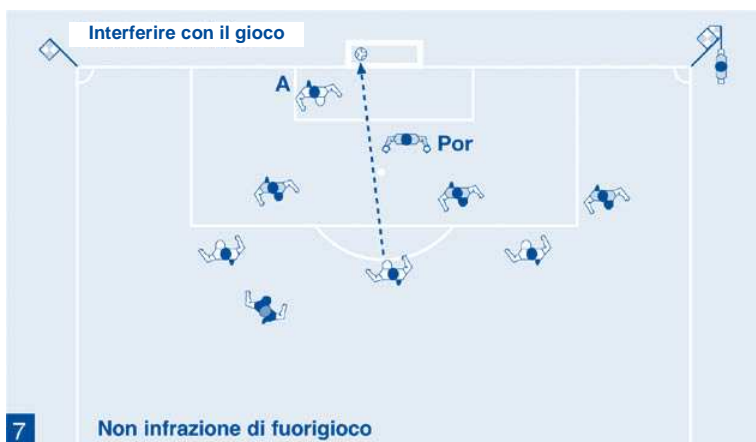 Interferire con il gioco
A
Por
7
Non infrazione di fuorigioco